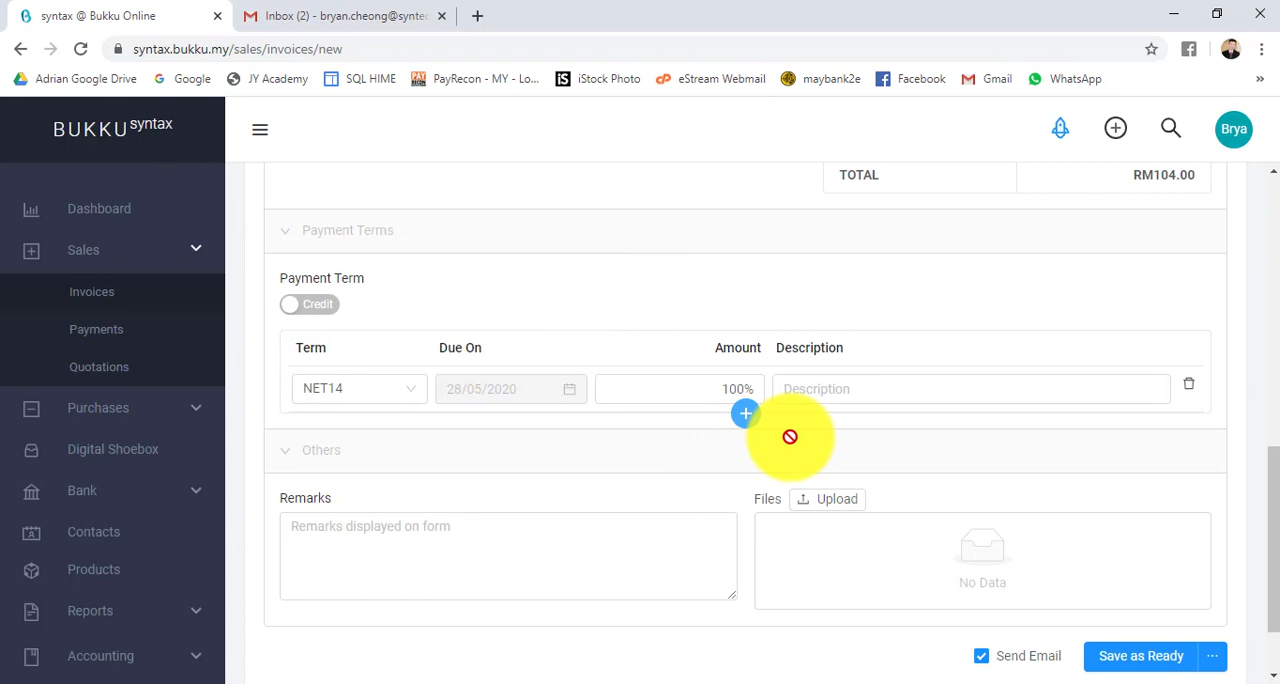 syntax @ Bukku Online
Inbox (2) - bryan.cheong@syntec
syntax.bukku.my/sales/invoices/new
Adrian Google Drive
Google
JY Academy
SQL HIME
PayRecon - MY - Lo...
iStock Photo
eStream Webmail
maybank2e
Facebook
Gmail
WhatsApp
BUKKU syntax
Brya
Dashboard
Sales
Invoices
Payments
Quotations
Purchases
Digital Shoebox
Bank
Contacts
Products
Reports
Accounting
TOTAL RM104.00
Payment Terms
Payment Term
Credit
Term Due On Amount Description
NET14 28/05/2020 100% Description
Others
Remarks
Remarks displayed on form
Files Upload
No Data
Send Email Save as Ready ...